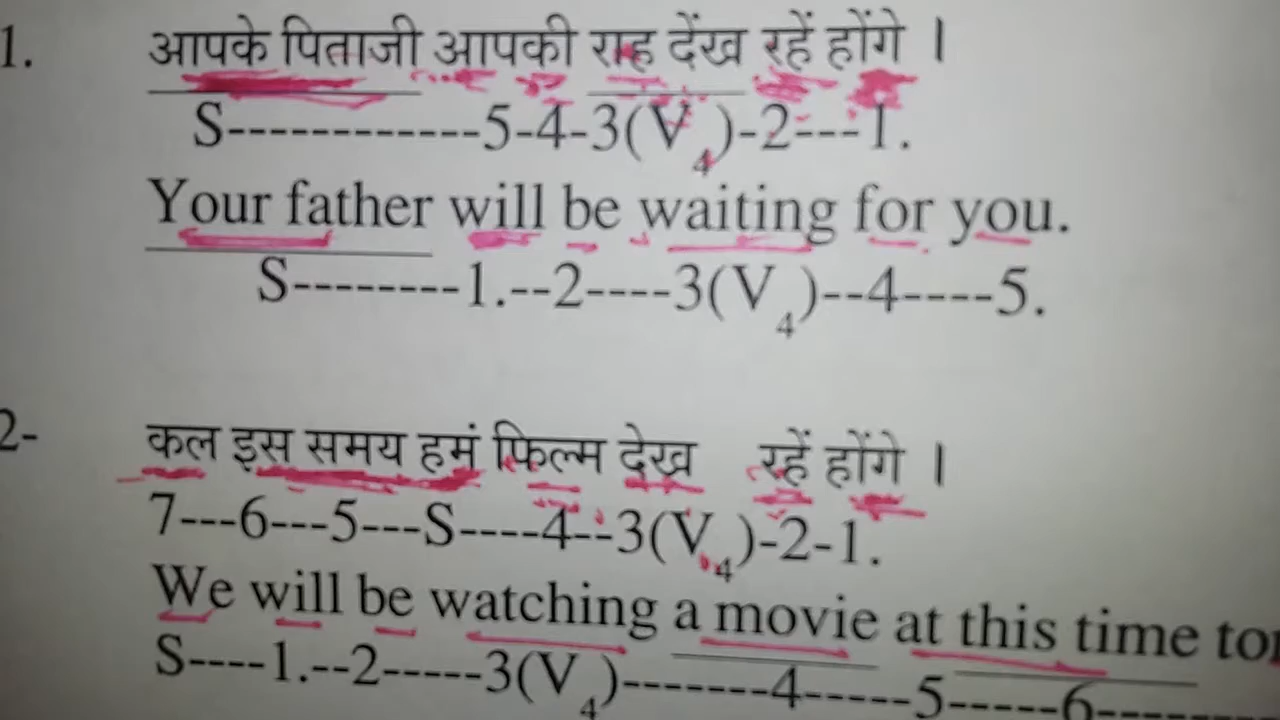 1. आपके पिताजी आपकी राह देंख रहें होंगे ।
S------------5-4-3(V4)-2---1.
Your father will be waiting for you.
S--------1.--2----3(V4)--4----5.
2- कल इस समय हमं फिल्म देख रहें होंगे ।
7---6---5---S----4--3(V4)-2-1.
We will be watching a movie at this time
S----1.--2-----3(V4)-------4-----5-----6--------